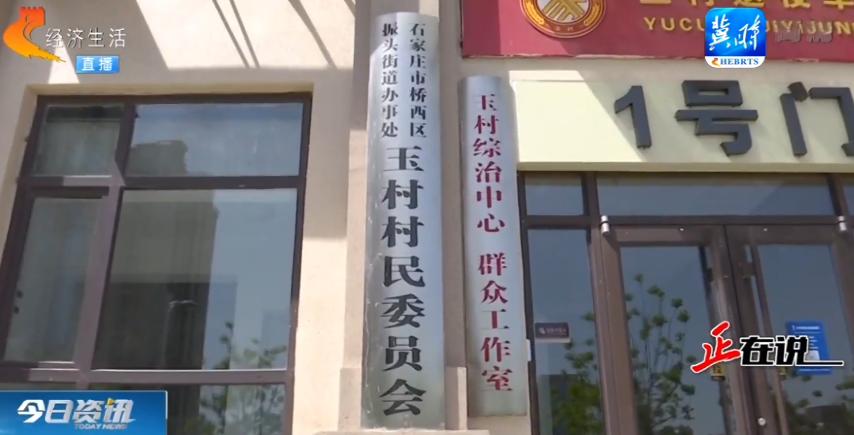 经济生活
直播
冀时
HEBRTS
YUCU
1号门
石家庄市桥西区
振头街道办事处
玉村村民委员会
玉村综治中心 群众工作室
正在说
今日资讯
TODAY NEWS